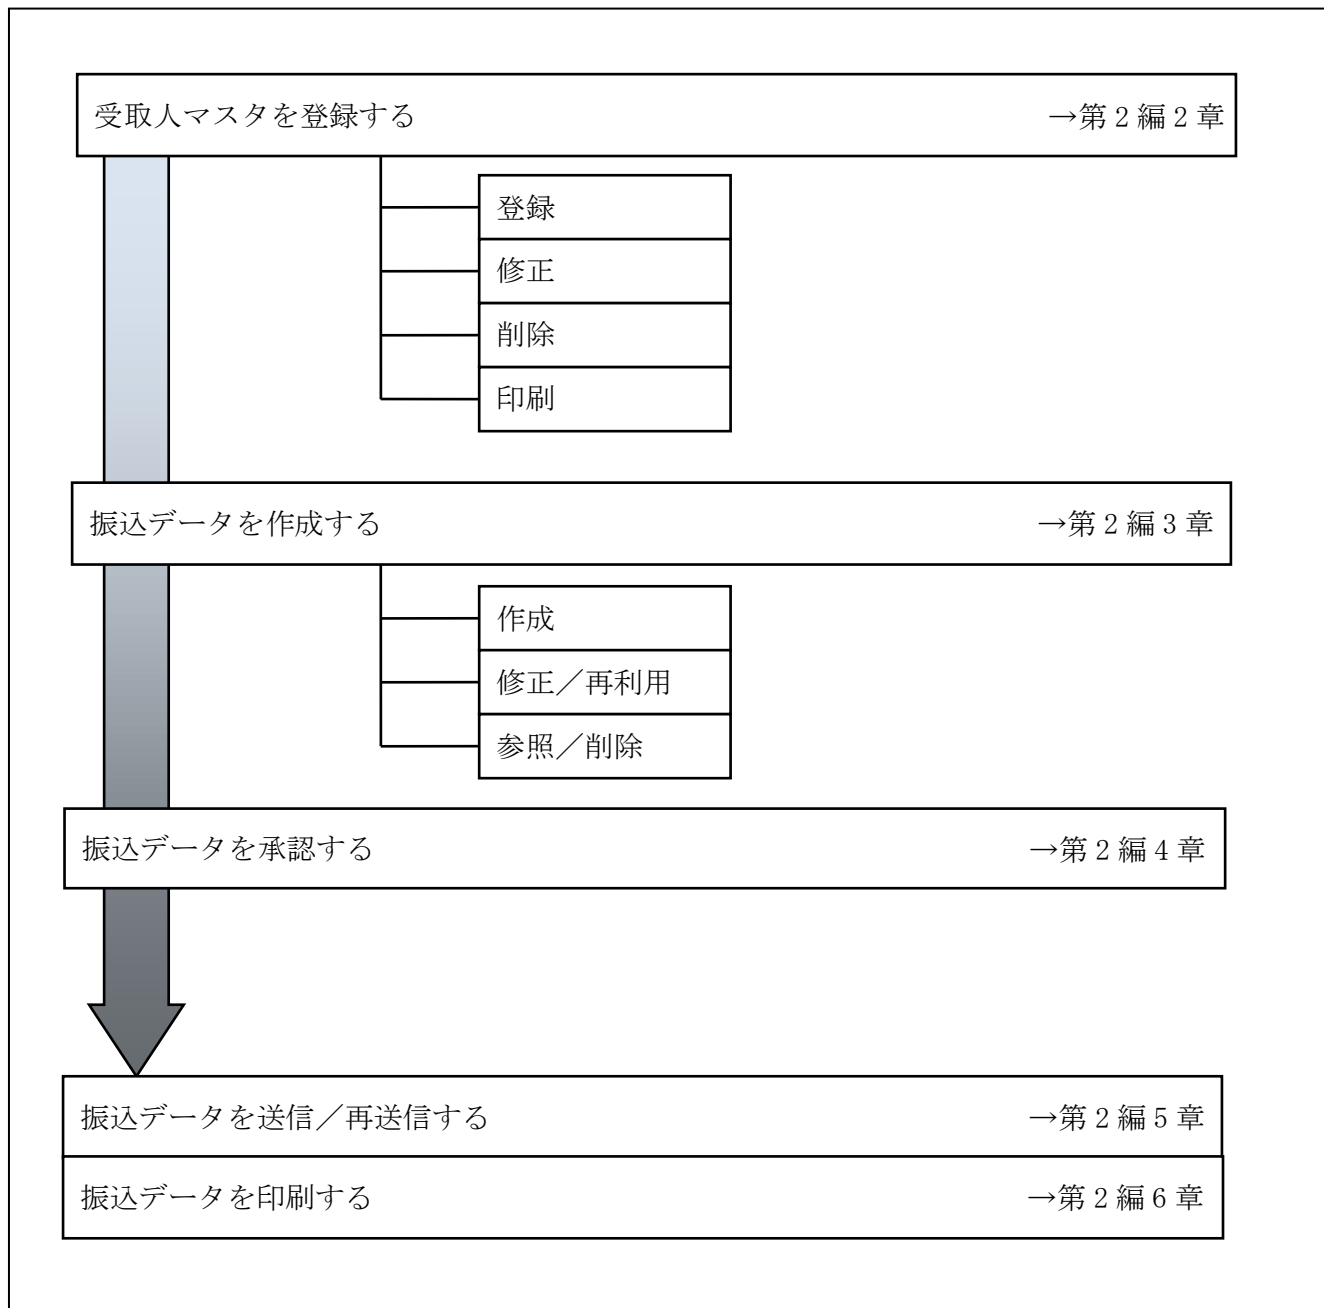 受取人マスタを登録する　→第２編２章
登録
修正
削除
印刷
振込データを作成する　→第２編３章
作成
修正／再利用
参照／削除
振込データを承認する　→第２編４章
振込データを送信／再送信する　→第２編５章
振込データを印刷する　→第２編６章